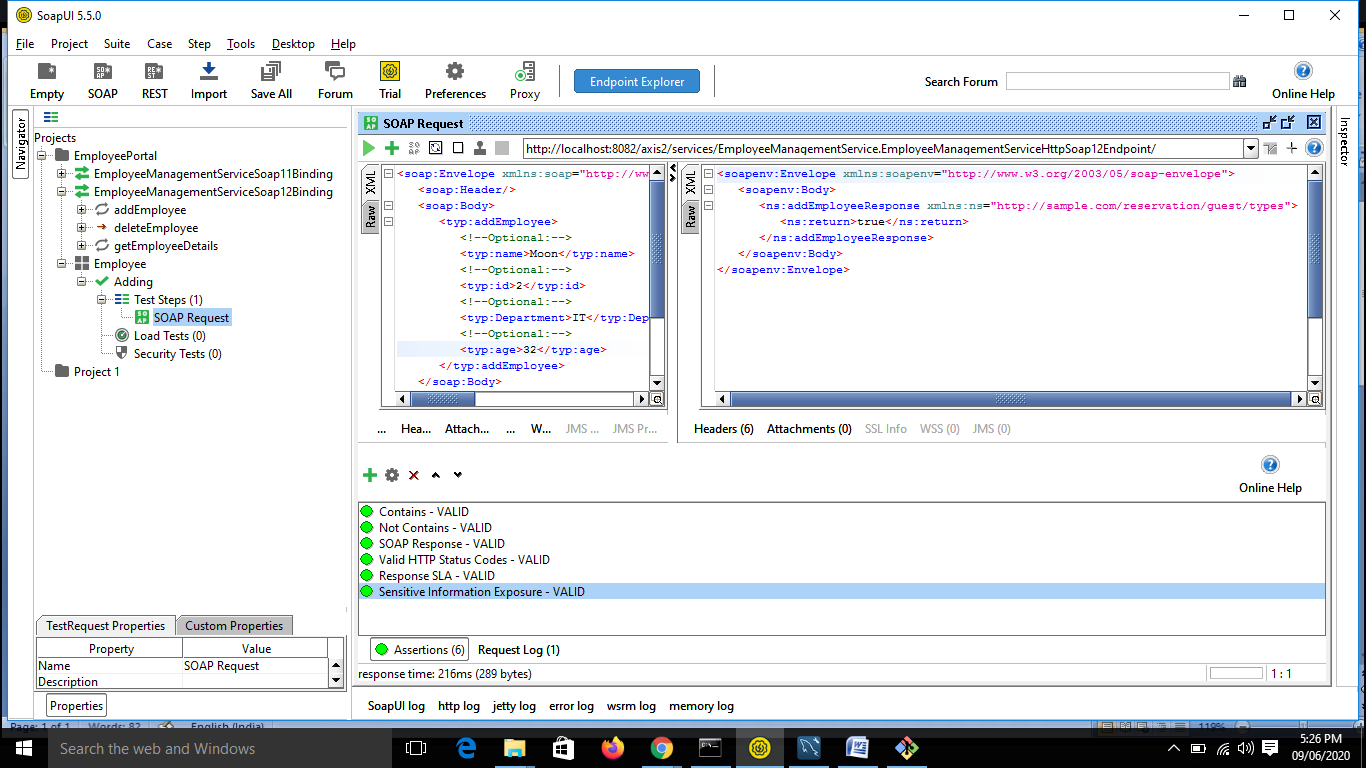 SoapUI 5.5.0
File Project Suite Case Step Tools Desktop Help
Empty SOAP REST Import Save All Forum Trial Preferences Proxy Endpoint Explorer Search Forum Online Help
Navigator
Projects
EmployeePortal
EmployeeManagementServiceSoap11Binding
EmployeeManagementServiceSoap12Binding
addEmployee
deleteEmployee
getEmployeeDetails
Employee
Adding
Test Steps (1)
SOAP Request
Load Tests (0)
Security Tests (0)
Project 1
TestRequest Properties Custom Properties
Property Value
Name SOAP Request
Description
Properties
SOAP Request
http://localhost:8082/axis2/services/EmployeeManagementService.EmployeeManagementServiceHttpSoap12Endpoint/
XML
Raw
<soap:Envelope xmlns:soap="http://ww
<soap:Header/>
<soap:Body>
<typ:addEmployee>
<!--Optional:-->
<typ:name>Moon</typ:name>
<!--Optional:-->
<typ:id>2</typ:id>
<!--Optional:-->
<typ:Department>IT</typ:Dep
<!--Optional:-->
<typ:age>32</typ:age>
</typ:addEmployee>
</soap:Body>
... Hea... Attach... ... W... JMS ... JMS Pr...
XML
Raw
<soapenv:Envelope xmlns:soapenv="http://www.w3.org/2003/05/soap-envelope">
<soapenv:Body>
<ns:addEmployeeResponse xmlns:ns="http://sample.com/reservation/guest/types">
<ns:return>true</ns:return>
</ns:addEmployeeResponse>
</soapenv:Body>
</soapenv:Envelope>
Headers (6) Attachments (0) SSL Info WSS (0) JMS (0)
Inspector
Online Help
Contains - VALID
Not Contains - VALID
SOAP Response - VALID
Valid HTTP Status Codes - VALID
Response SLA - VALID
Sensitive Information Exposure - VALID
Assertions (6) Request Log (1)
response time: 216ms (289 bytes) 1 : 1
SoapUI log http log jetty log error log wsrm log memory log
Page: 1 of 1 Words: 82 English (India) 119%
Search the web and Windows
5:26 PM
09/06/2020